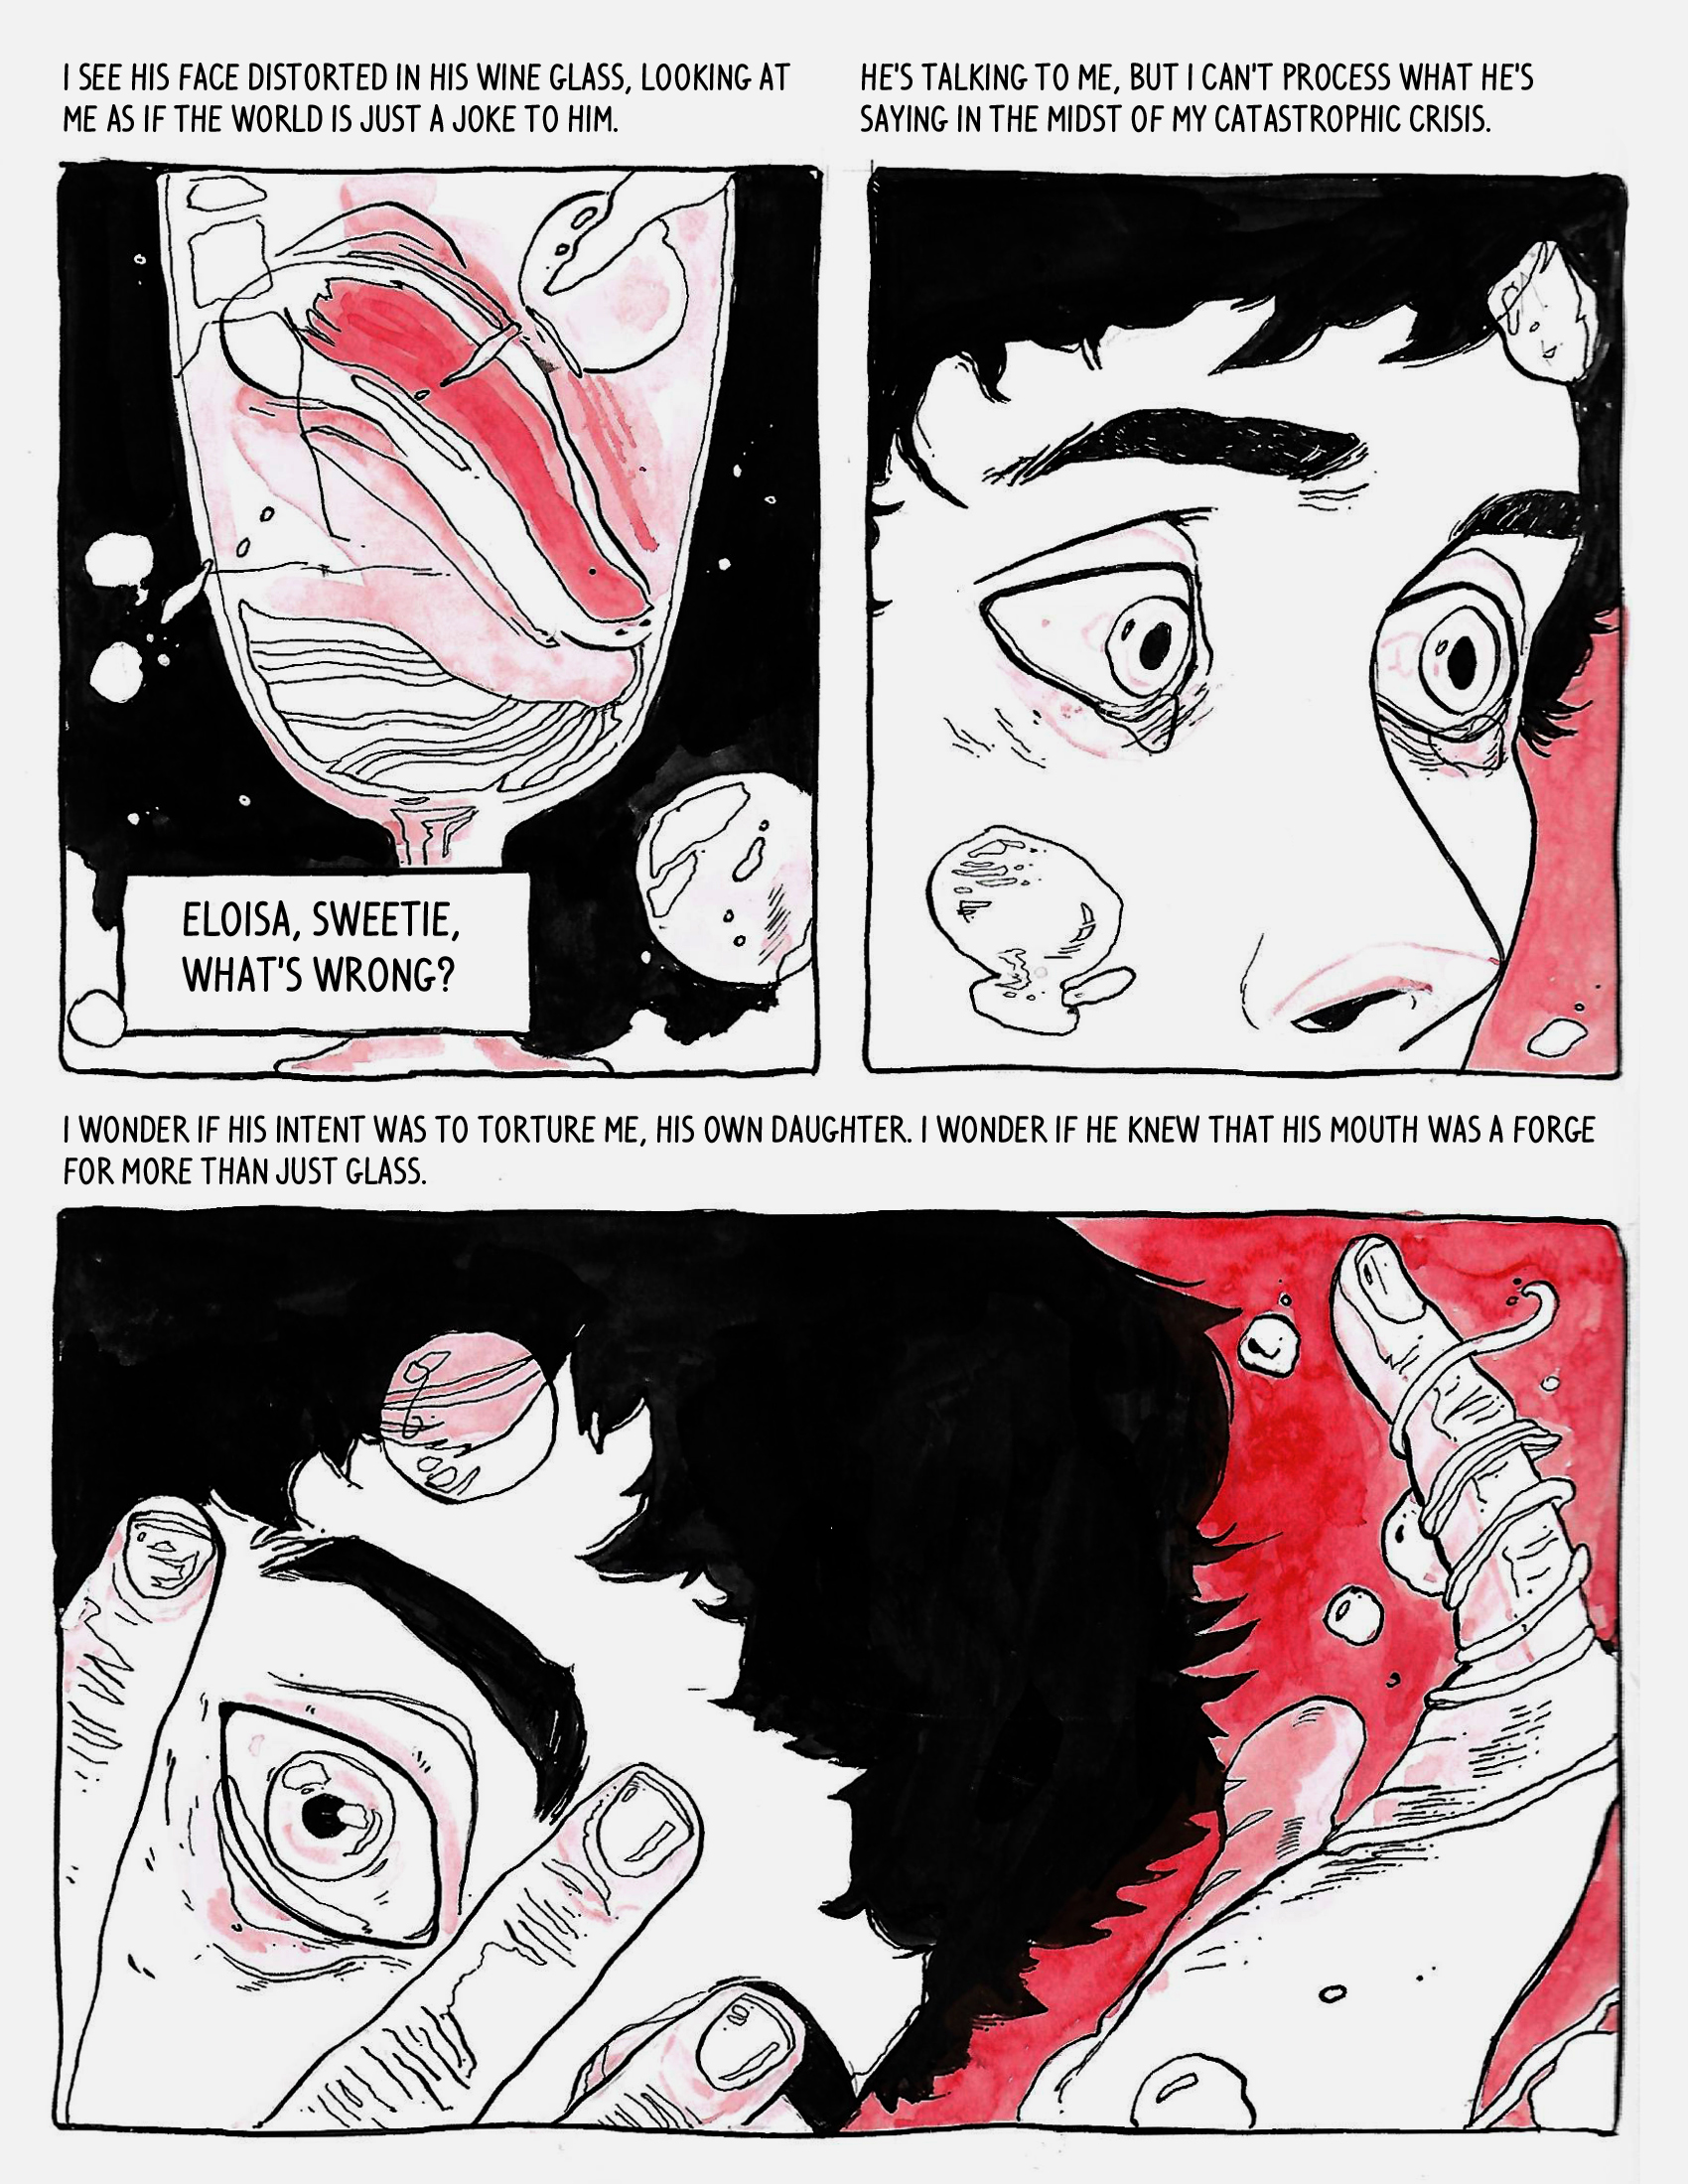 I SEE HIS FACE DISTORTED IN HIS WINE GLASS, LOOKING AT
ME AS IF THE WORLD IS JUST A JOKE TO HIM.
HE'S TALKING TO ME, BUT I CAN'T PROCESS WHAT HE'S
SAYING IN THE MIDST OF MY CATASTROPHIC CRISIS.
ELOISA, SWEETIE,
WHAT'S WRONG?
I WONDER IF HIS INTENT WAS TO TORTURE ME, HIS OWN DAUGHTER. I WONDER IF HE KNEW THAT HIS MOUTH WAS A FORGE
FOR MORE THAN JUST GLASS.